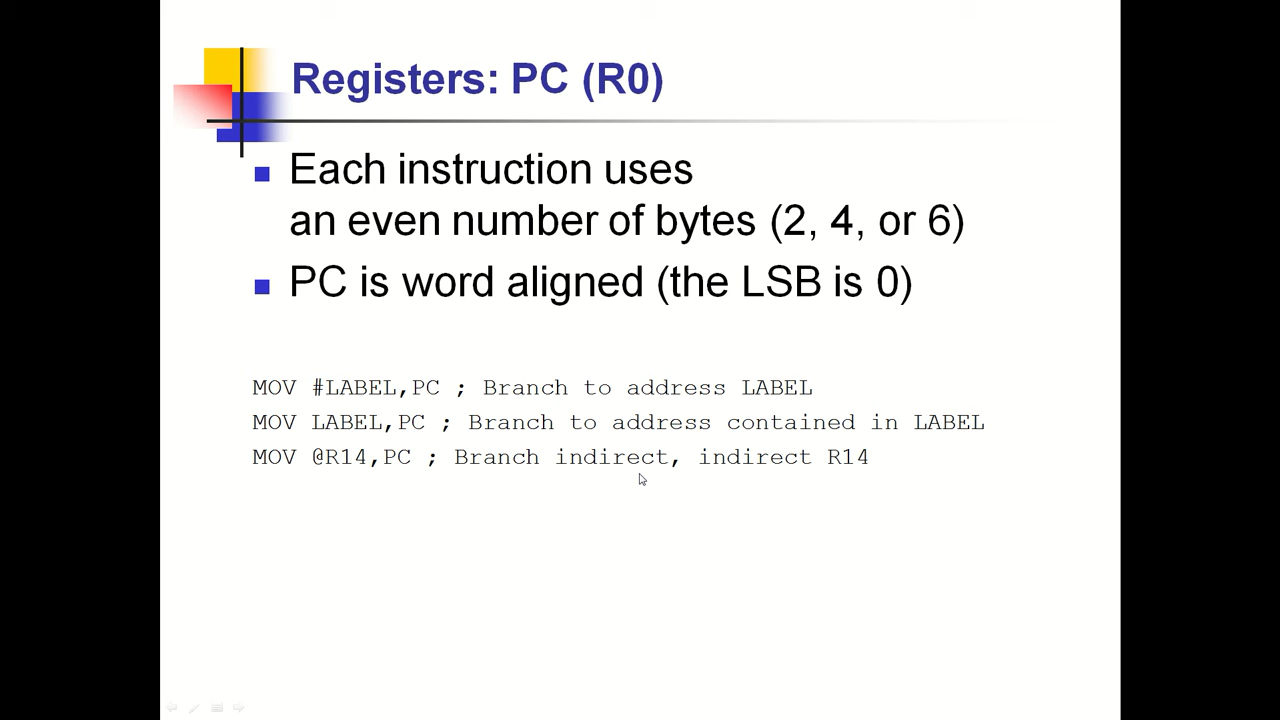 Registers: PC (R0)
Each instruction uses
an even number of bytes (2, 4, or 6)
PC is word aligned (the LSB is 0)
MOV #LABEL,PC ; Branch to address LABEL
MOV LABEL,PC ; Branch to address contained in LABEL
MOV @R14,PC ; Branch indirect, indirect R14